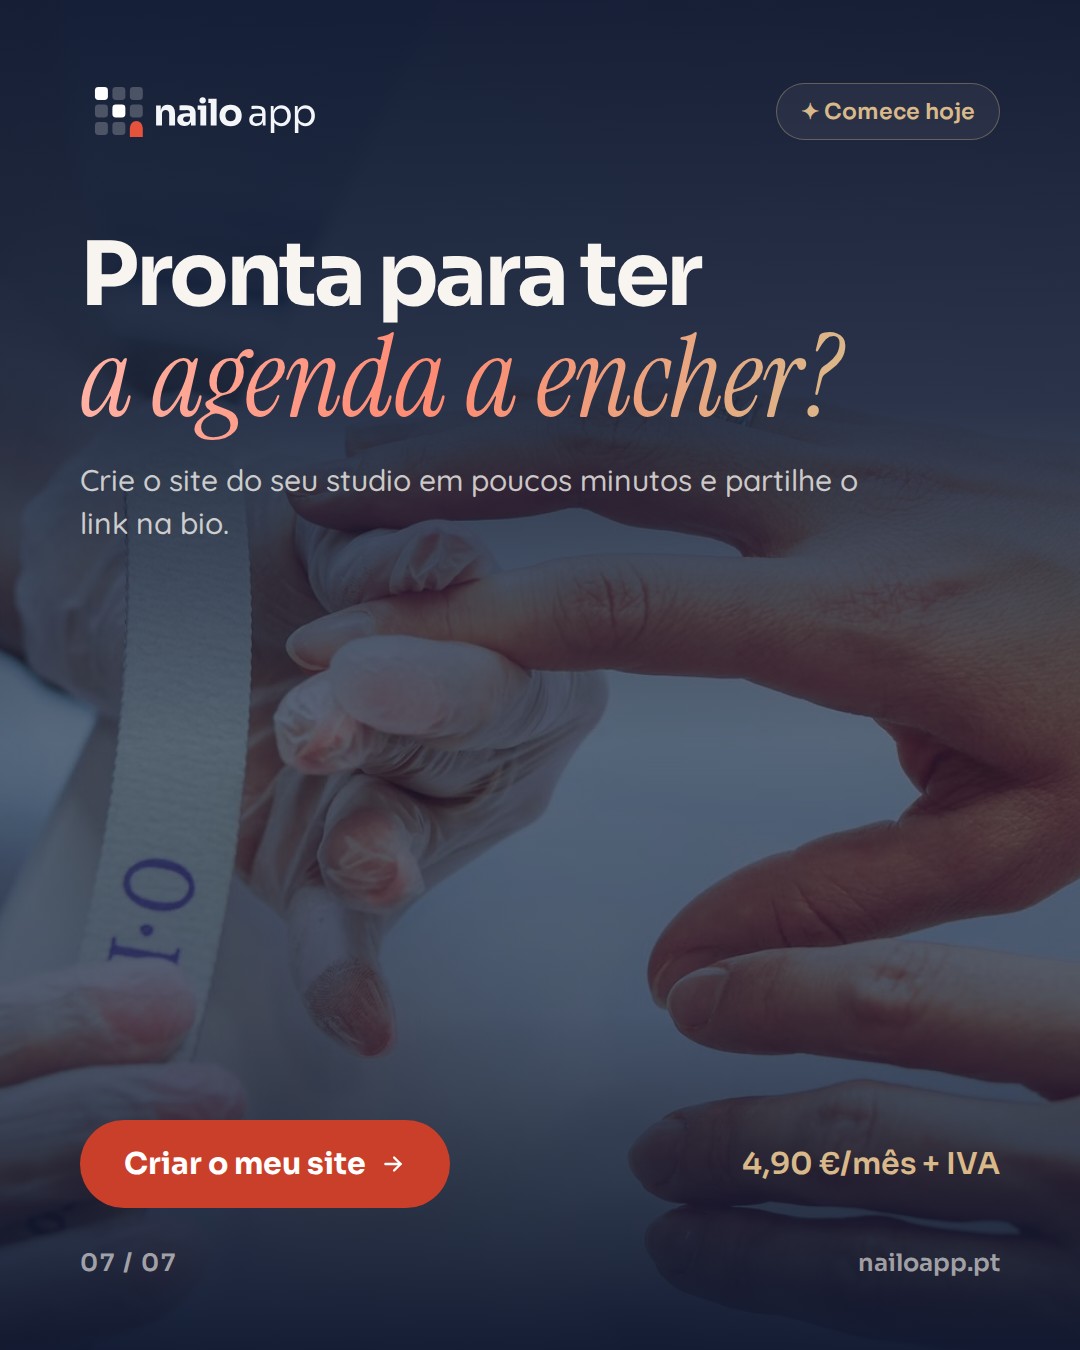 nailo app
✦ Comece hoje
Pronta para ter
a agenda a encher?
Crie o site do seu studio em poucos minutos e partilhe o
link na bio.
I·O
Criar o meu site →
4,90 €/mês + IVA
07 / 07
nailoapp.pt